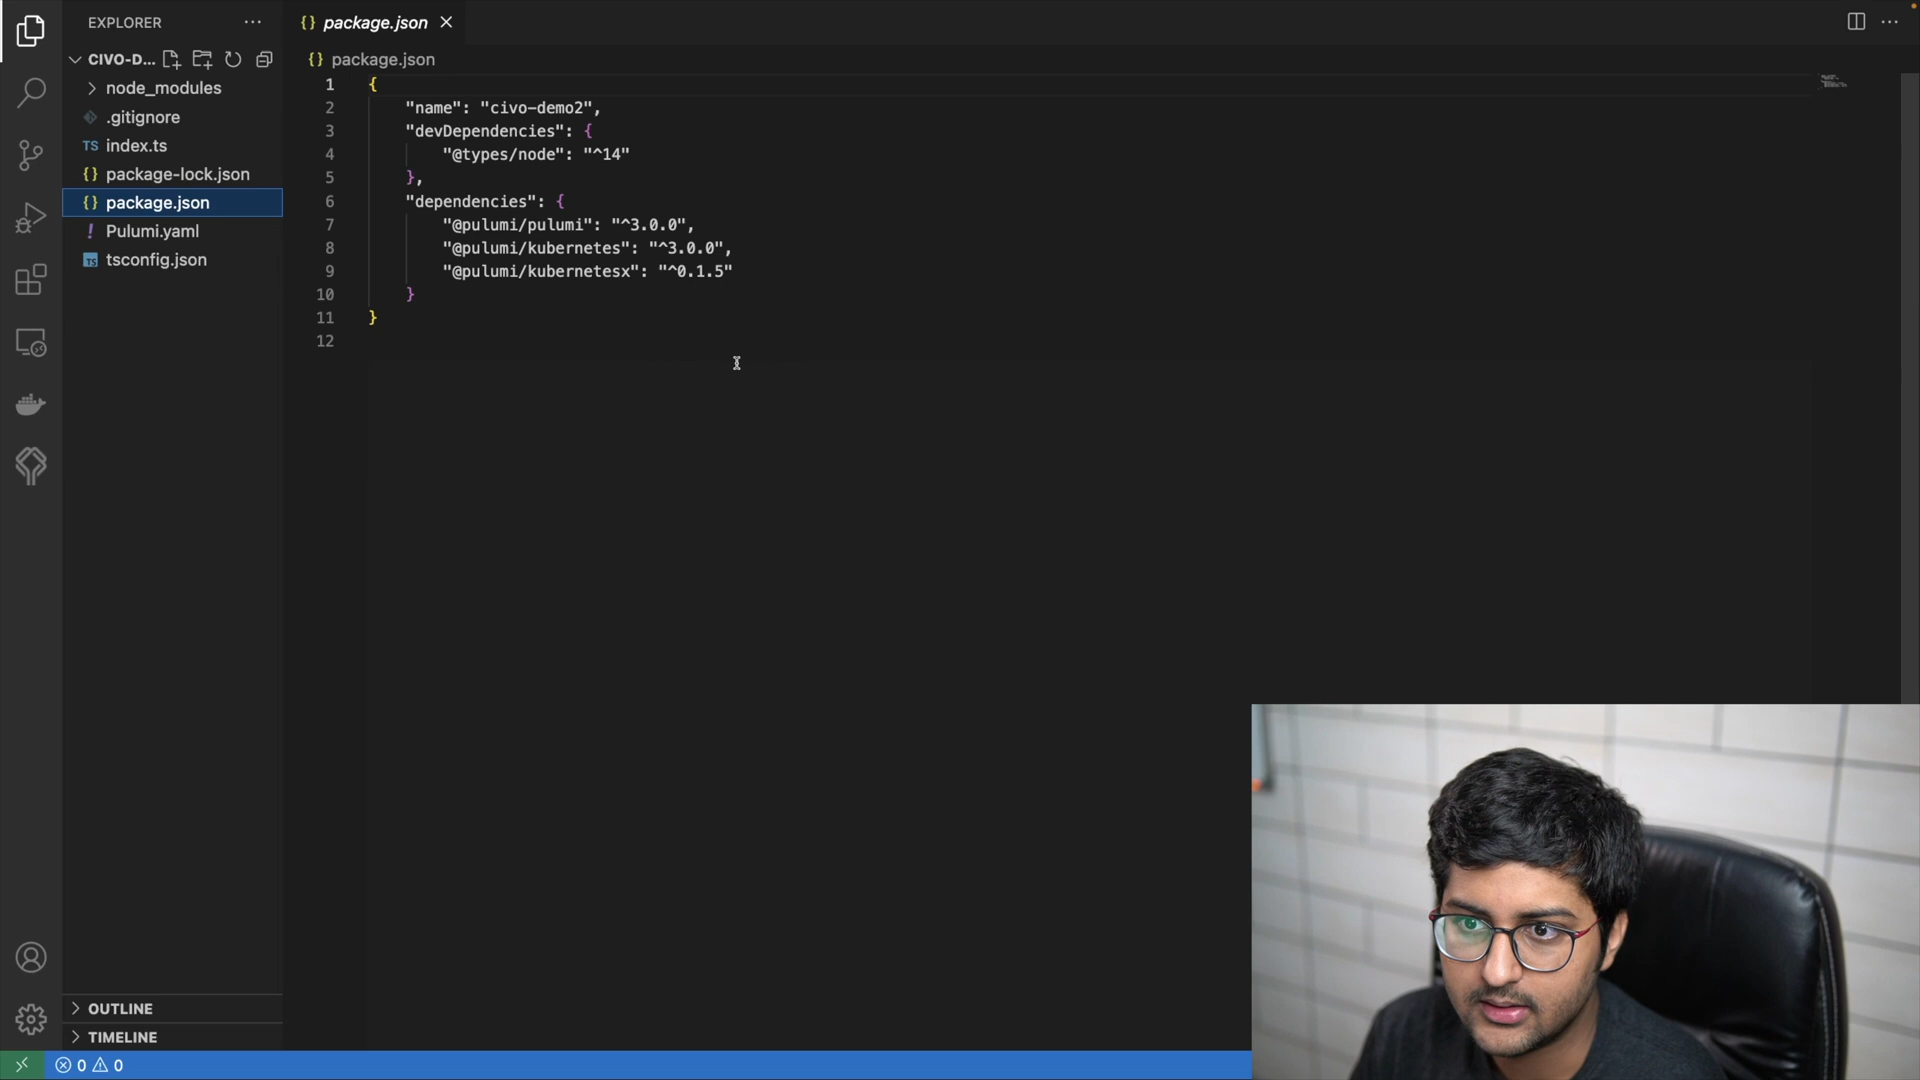 EXPLORER
CIVO-D...
node_modules
.gitignore
TS index.ts
{} package-lock.json
{} package.json
! Pulumi.yaml
TS tsconfig.json
OUTLINE
TIMELINE
0 0
{} package.json
{} package.json
1 {
2 "name": "civo-demo2",
3 "devDependencies": {
4 "@types/node": "^14"
5 },
6 "dependencies": {
7 "@pulumi/pulumi": "^3.0.0",
8 "@pulumi/kubernetes": "^3.0.0",
9 "@pulumi/kubernetesx": "^0.1.5"
10 }
11 }
12